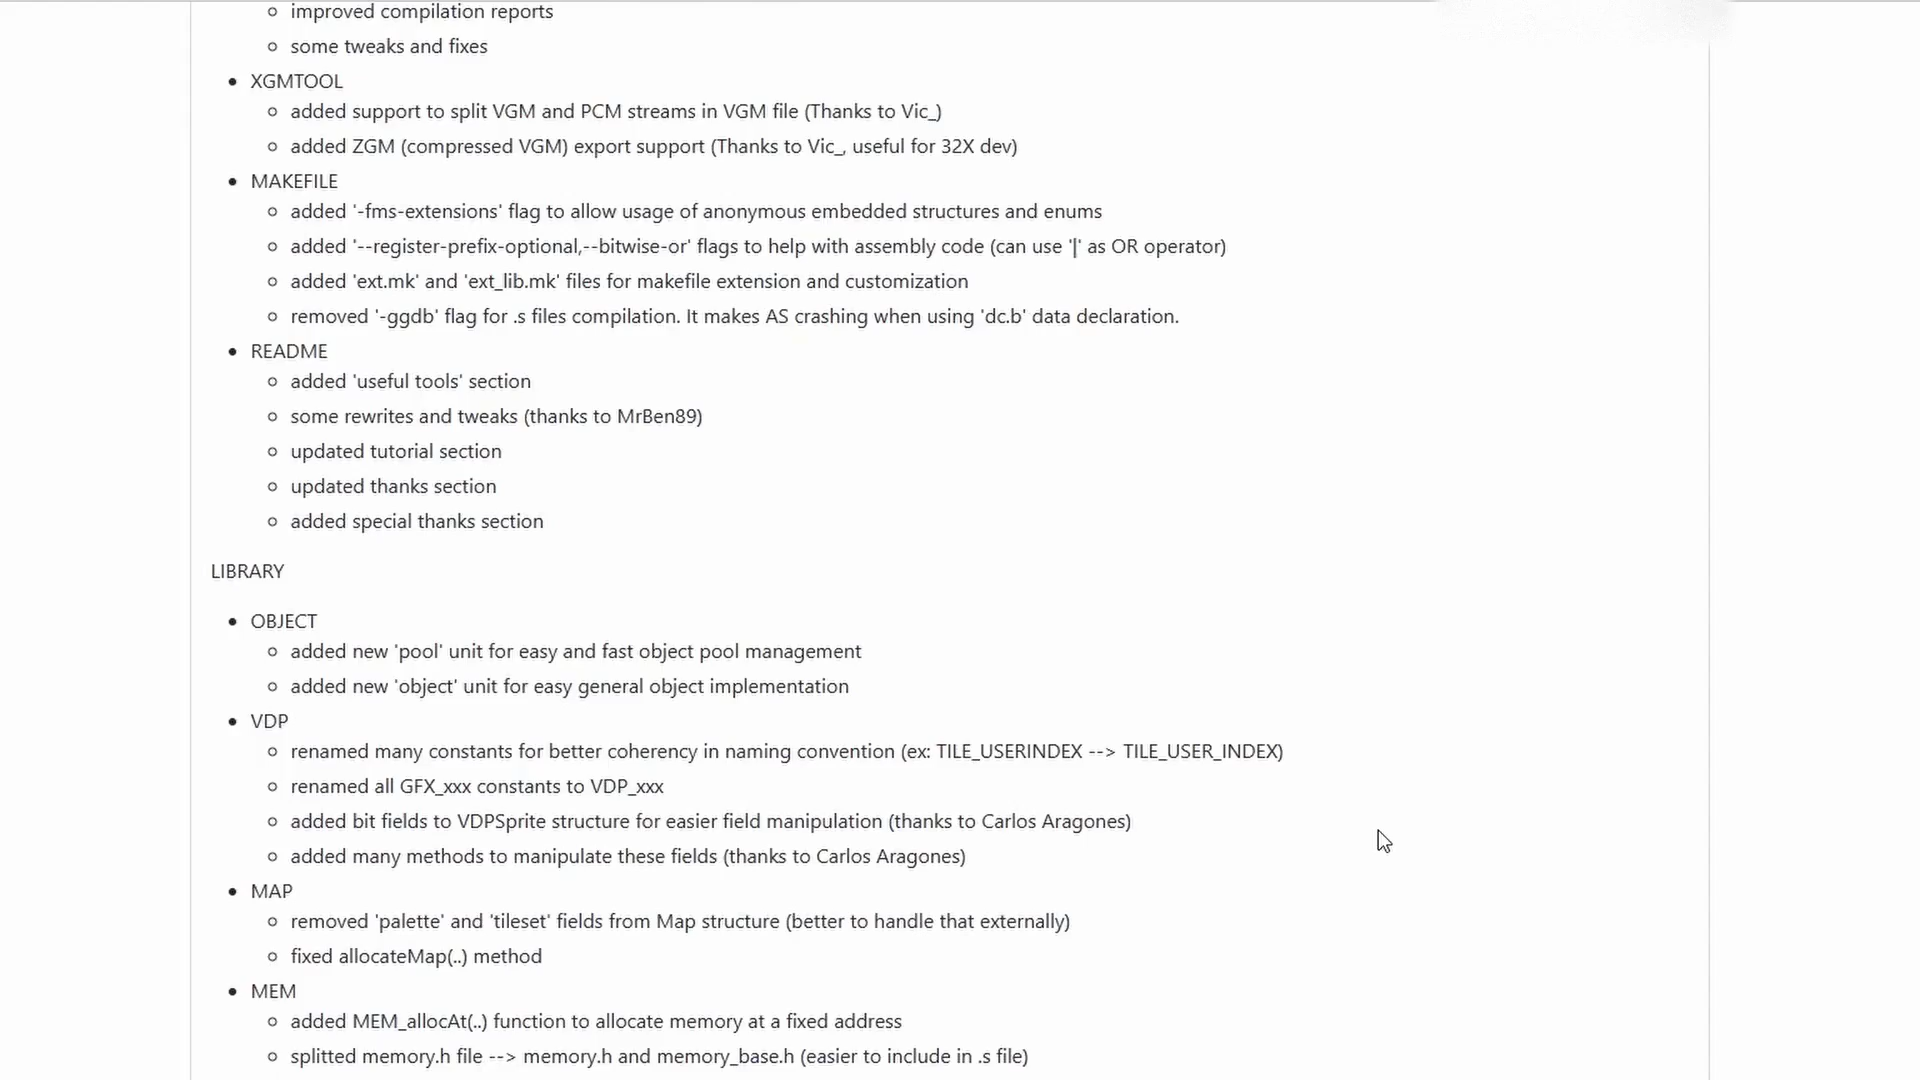 improved compilation reports
some tweaks and fixes
XGMTOOL
added support to split VGM and PCM streams in VGM file (Thanks to Vic_)
added ZGM (compressed VGM) export support (Thanks to Vic_, useful for 32X dev)
MAKEFILE
added '-fms-extensions' flag to allow usage of anonymous embedded structures and enums
added '--register-prefix-optional,--bitwise-or' flags to help with assembly code (can use '|' as OR operator)
added 'ext.mk' and 'ext_lib.mk' files for makefile extension and customization
removed '-ggdb' flag for .s files compilation. It makes AS crashing when using 'dc.b' data declaration.
README
added 'useful tools' section
some rewrites and tweaks (thanks to MrBen89)
updated tutorial section
updated thanks section
added special thanks section
LIBRARY
OBJECT
added new 'pool' unit for easy and fast object pool management
added new 'object' unit for easy general object implementation
VDP
renamed many constants for better coherency in naming convention (ex: TILE_USERINDEX --> TILE_USER_INDEX)
renamed all GFX_xxx constants to VDP_xxx
added bit fields to VDPSprite structure for easier field manipulation (thanks to Carlos Aragones)
added many methods to manipulate these fields (thanks to Carlos Aragones)
MAP
removed 'palette' and 'tileset' fields from Map structure (better to handle that externally)
fixed allocateMap(..) method
MEM
added MEM_allocAt(..) function to allocate memory at a fixed address
splitted memory.h file --> memory.h and memory_base.h (easier to include in .s file)